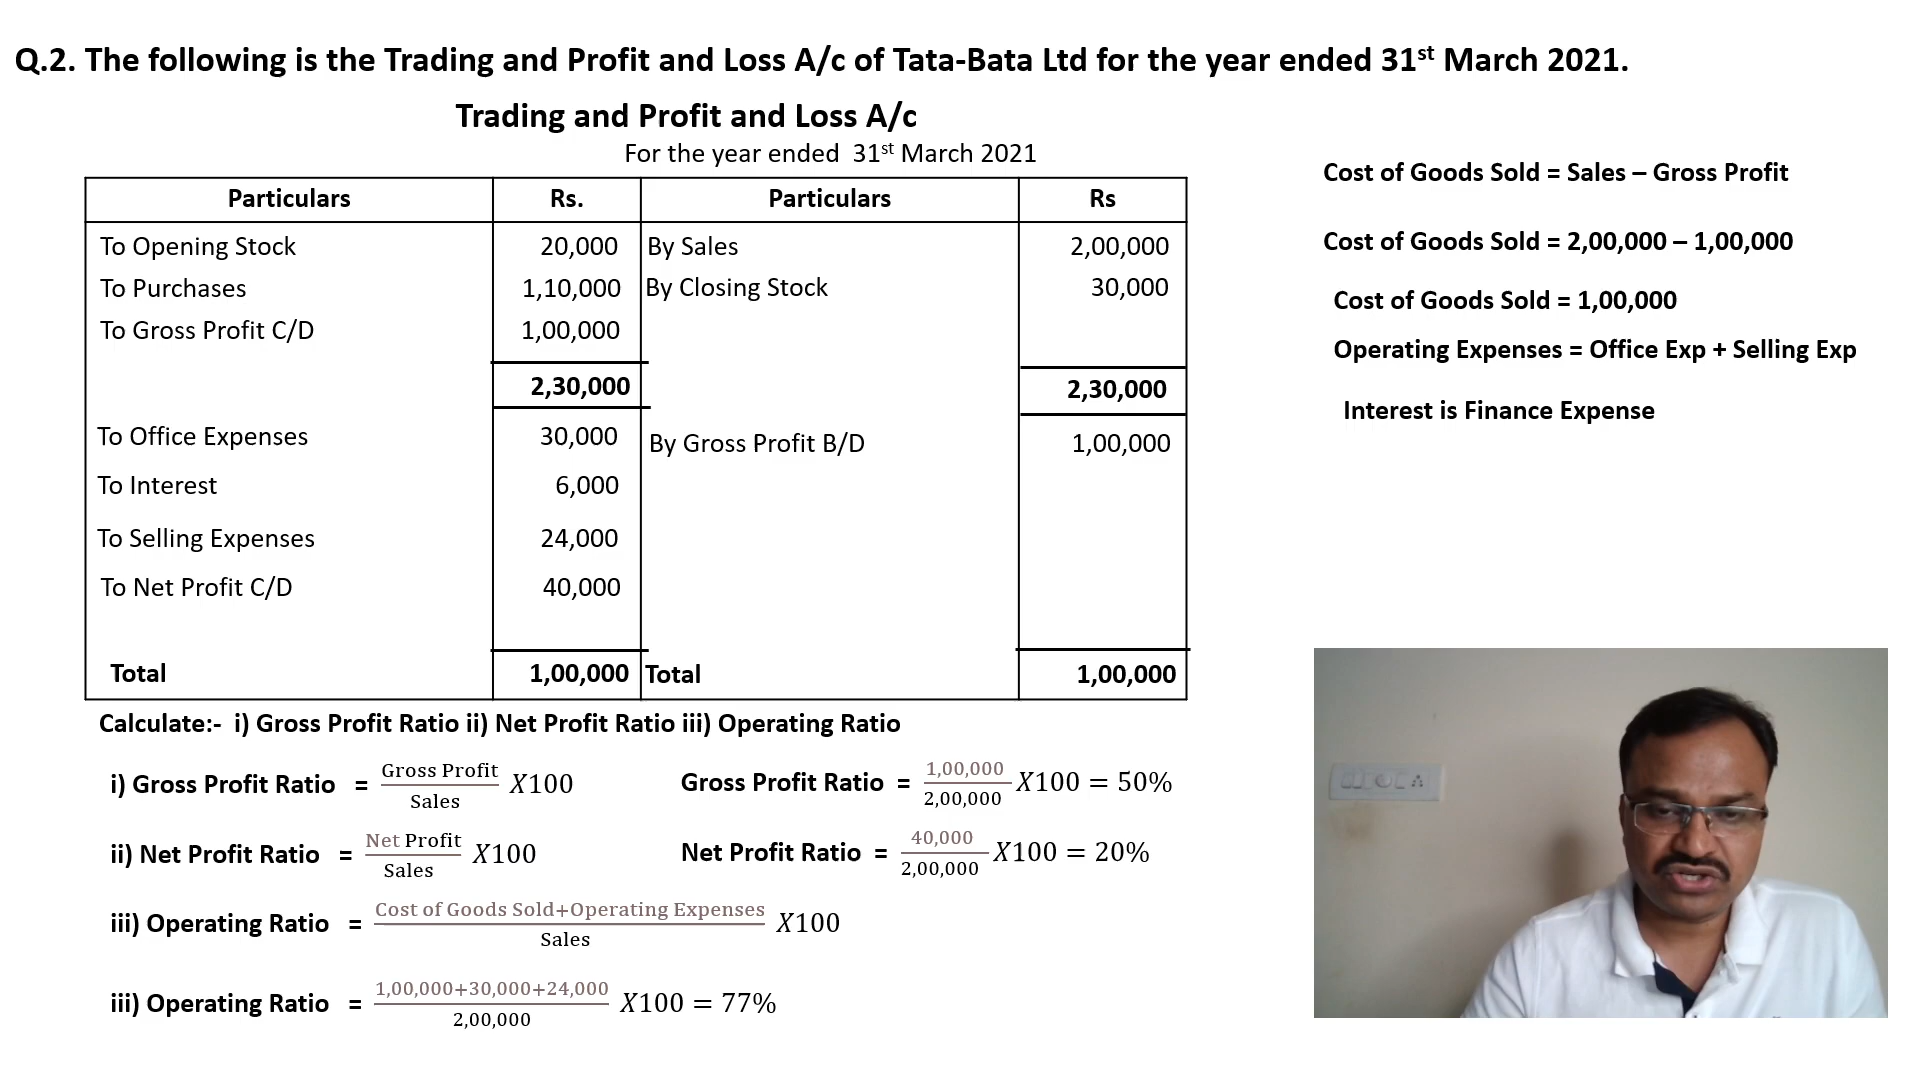 Q.2. The following is the Trading and Profit and Loss A/c of Tata-Bata Ltd for the year ended 31st March 2021.
Trading and Profit and Loss A/c
For the year ended 31st March 2021
Particulars Rs. Particulars Rs
To Opening Stock 20,000 By Sales 2,00,000
To Purchases 1,10,000 By Closing Stock 30,000
To Gross Profit C/D 1,00,000
2,30,000 2,30,000
To Office Expenses 30,000 By Gross Profit B/D 1,00,000
To Interest 6,000
To Selling Expenses 24,000
To Net Profit C/D 40,000
Total 1,00,000 Total 1,00,000
Cost of Goods Sold = Sales – Gross Profit
Cost of Goods Sold = 2,00,000 – 1,00,000
Cost of Goods Sold = 1,00,000
Operating Expenses = Office Exp + Selling Exp
Interest is Finance Expense
Calculate:- i) Gross Profit Ratio ii) Net Profit Ratio iii) Operating Ratio
i) Gross Profit Ratio = Gross Profit / Sales X100 Gross Profit Ratio = 1,00,000 / 2,00,000 X100 = 50%
ii) Net Profit Ratio = Net Profit / Sales X100 Net Profit Ratio = 40,000 / 2,00,000 X100 = 20%
iii) Operating Ratio = Cost of Goods Sold+Operating Expenses / Sales X100
iii) Operating Ratio = 1,00,000+30,000+24,000 / 2,00,000 X100 = 77%